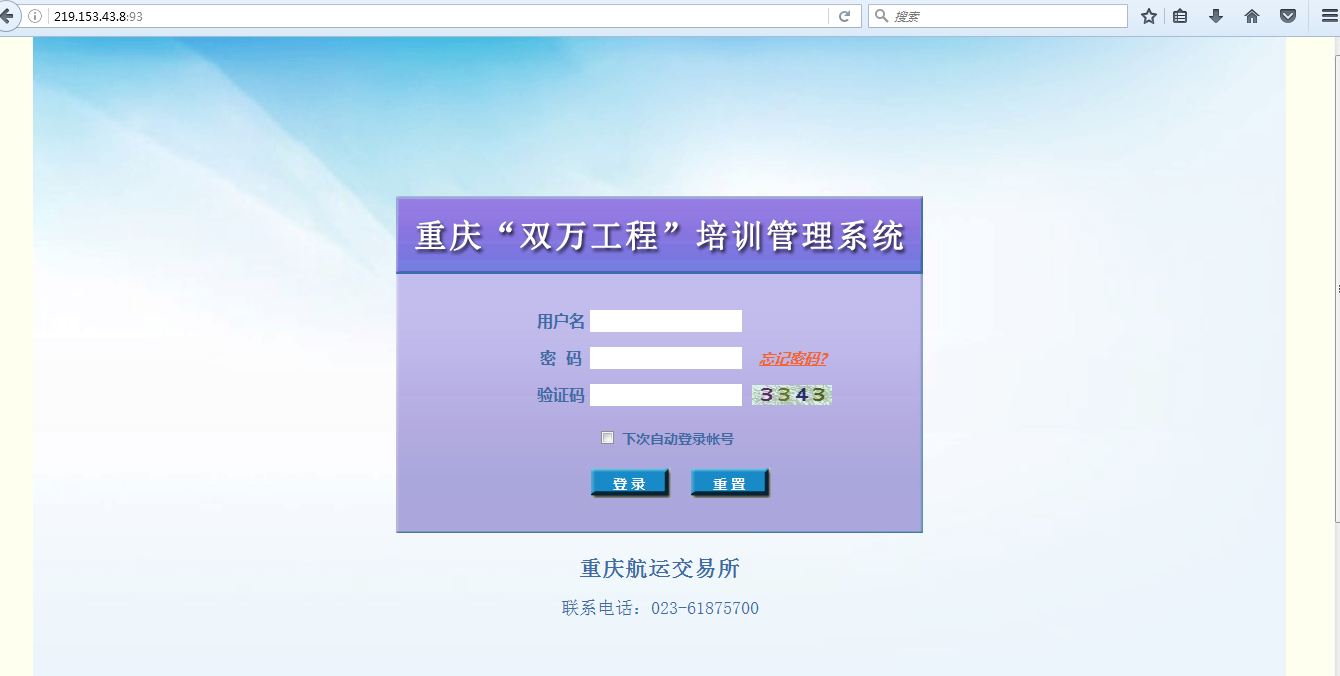 219.153.43.8:93
搜索
重庆“双万工程”培训管理系统
用户名
密 码
忘记密码?
验证码
3343
下次自动登录帐号
登 录
重 置
重庆航运交易所
联系电话：023-61875700